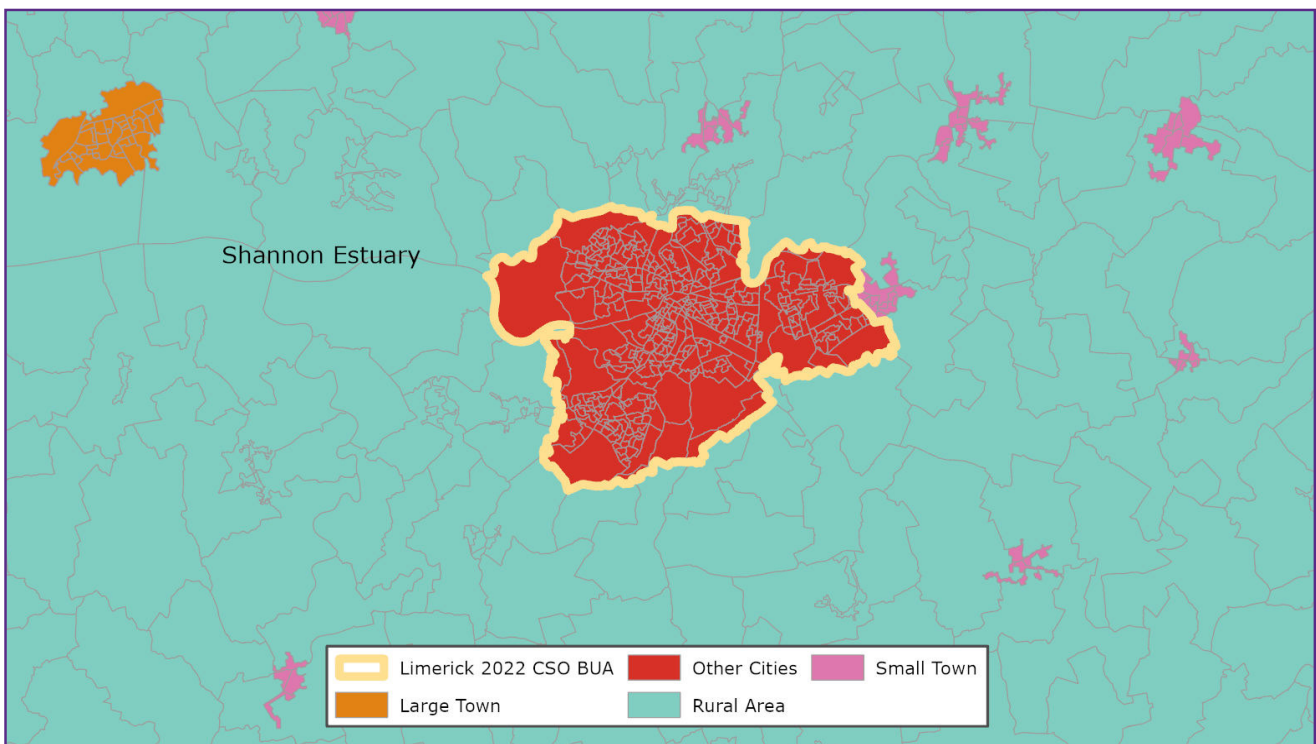 Shannon Estuary
Limerick 2022 CSO BUA
Other Cities
Small Town
Large Town
Rural Area